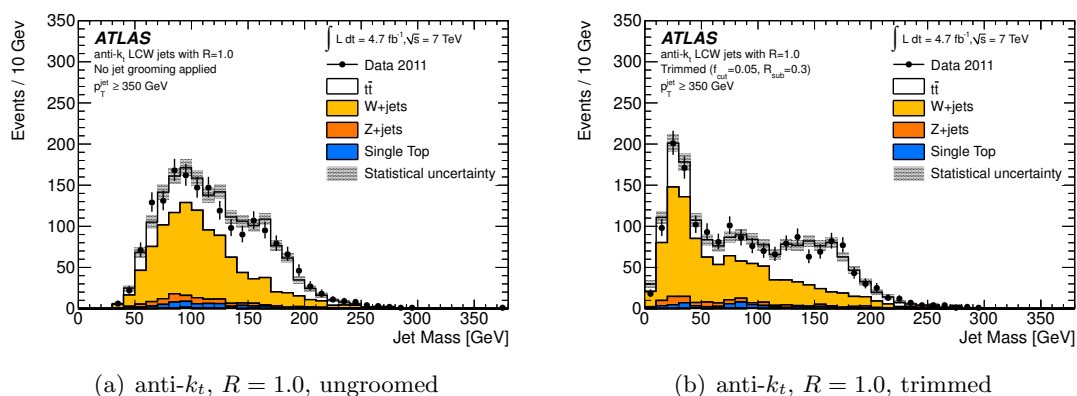 Events / 10 Gev
350
300
250
200
150
100
50
0
0 50 100 150 200 250 300 350
Jet Mass [GeV]
ATLAS
anti-k_t LCW jets with R=1.0
No jet grooming applied
p_T^jet ≥ 350 GeV
∫ L dt = 4.7 fb⁻¹,√s = 7 TeV
Data 2011
tt̄
W+jets
Z+jets
Single Top
Statistical uncertainty
(a) anti-k_t, R = 1.0, ungroomed
Events / 10 Gev
350
300
250
200
150
100
50
0
0 50 100 150 200 250 300 350
Jet Mass [GeV]
ATLAS
anti-k_t LCW jets with R=1.0
Trimmed (f_cut=0.05, R_sub=0.3)
p_T^jet ≥ 350 GeV
∫ L dt = 4.7 fb⁻¹,√s = 7 TeV
Data 2011
tt̄
W+jets
Z+jets
Single Top
Statistical uncertainty
(b) anti-k_t, R = 1.0, trimmed